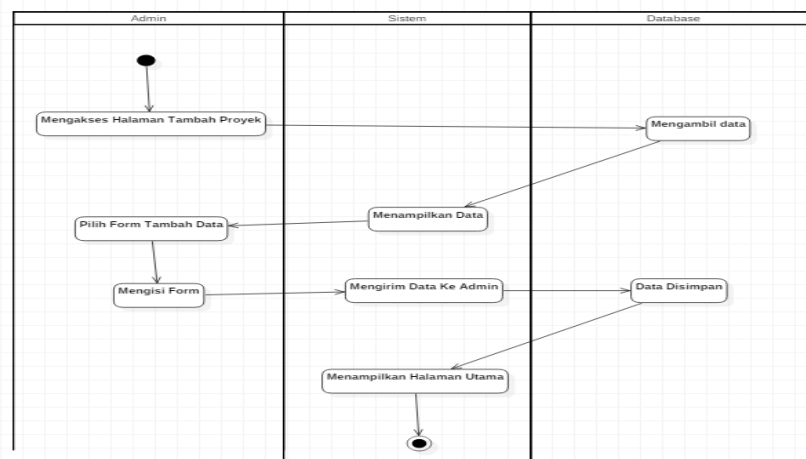 Admin
Sistem
Database
Mengakses Halaman Tambah Proyek
Mengambil data
Menampilkan Data
Pilih Form Tambah Data
Mengisi Form
Mengirim Data Ke Admin
Data Disimpan
Menampilkan Halaman Utama